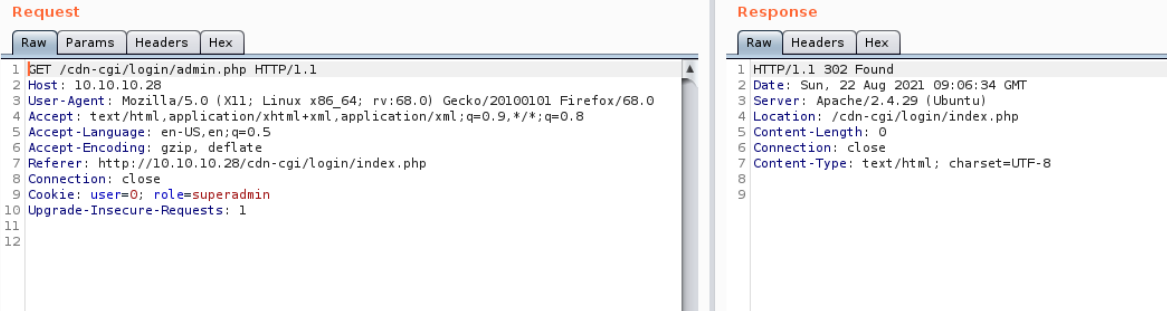 Request
Raw Params Headers Hex
1 GET /cdn-cgi/login/admin.php HTTP/1.1
2 Host: 10.10.10.28
3 User-Agent: Mozilla/5.0 (X11; Linux x86_64; rv:68.0) Gecko/20100101 Firefox/68.0
4 Accept: text/html,application/xhtml+xml,application/xml;q=0.9,*/*;q=0.8
5 Accept-Language: en-US,en;q=0.5
6 Accept-Encoding: gzip, deflate
7 Referer: http://10.10.10.28/cdn-cgi/login/index.php
8 Connection: close
9 Cookie: user=0; role=superadmin
10 Upgrade-Insecure-Requests: 1
11
12
Response
Raw Headers Hex
1 HTTP/1.1 302 Found
2 Date: Sun, 22 Aug 2021 09:06:34 GMT
3 Server: Apache/2.4.29 (Ubuntu)
4 Location: /cdn-cgi/login/index.php
5 Content-Length: 0
6 Connection: close
7 Content-Type: text/html; charset=UTF-8
8
9